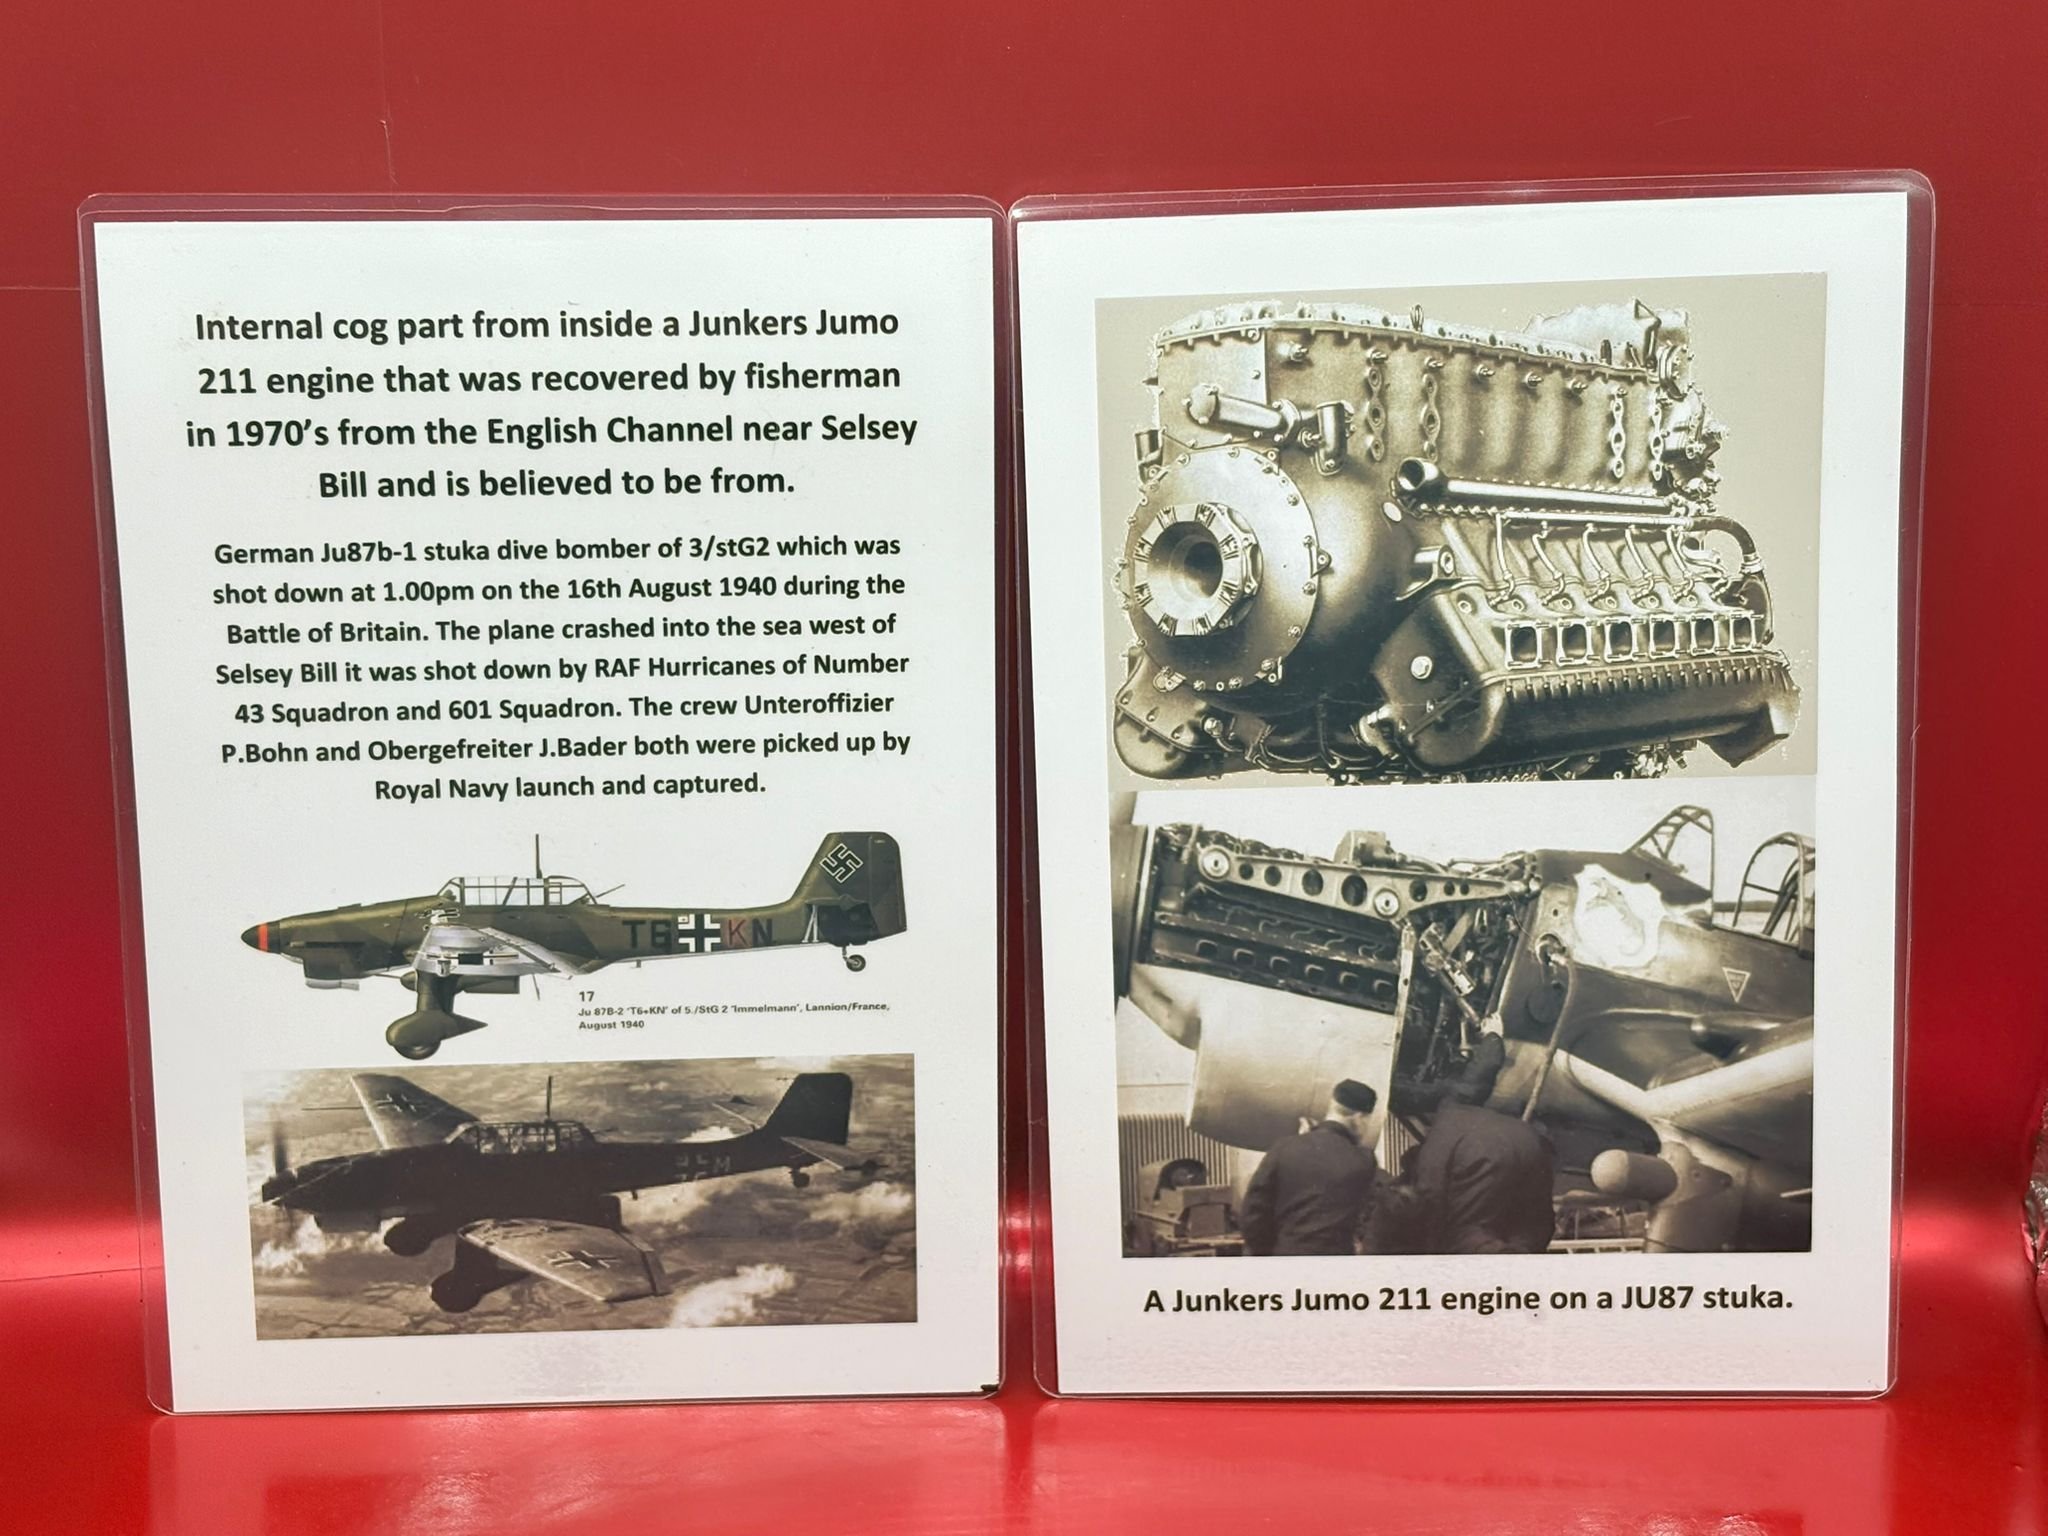 Internal cog part from inside a Junkers Jumo
211 engine that was recovered by fisherman
in 1970's from the English Channel near Selsey
Bill and is believed to be from.
German Ju87b-1 stuka dive bomber of 3/stG2 which was
shot down at 1.00pm on the 16th August 1940 during the
Battle of Britain. The plane crashed into the sea west of
Selsey Bill it was shot down by RAF Hurricanes of Number
43 Squadron and 601 Squadron. The crew Unteroffizier
P.Bohn and Obergefreiter J.Bader both were picked up by
Royal Navy launch and captured.
T6 KN
17
Ju 87B-2 'T6+KN' of 5./StG 2 'Immelmann', Lannion/France,
August 1940
A Junkers Jumo 211 engine on a JU87 stuka.